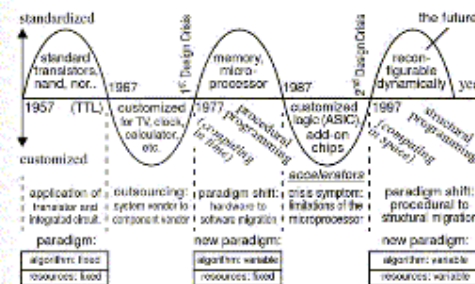 standardized
the future
standard
transistors,
nand, nor..
1st Design Crisis
memory,
micro-
processor
2nd Design Crisis
recon-
figurable
dynamically
1957 (TTL)
1967
1977
1987
1997
customized
for TV, clock,
calculator,
etc.
procedural
programming
(computing
in time)
customized
logic (ASIC),
add-on
chips
structural
programming
(computing
in space)
customized
accelerators
application of
transistor and
integrated circuit.
outsourcing:
system vendor to
component vendor
paradigm shift:
hardware to
software migration
crisis symptom:
limitations of the
microprocessor
paradigm shift:
procedural to
structural migration
paradigm:
algorithm: fixed
resources: fixed
new paradigm:
algorithm: variable
resources: fixed
new paradigm:
algorithm: variable
resources: variable